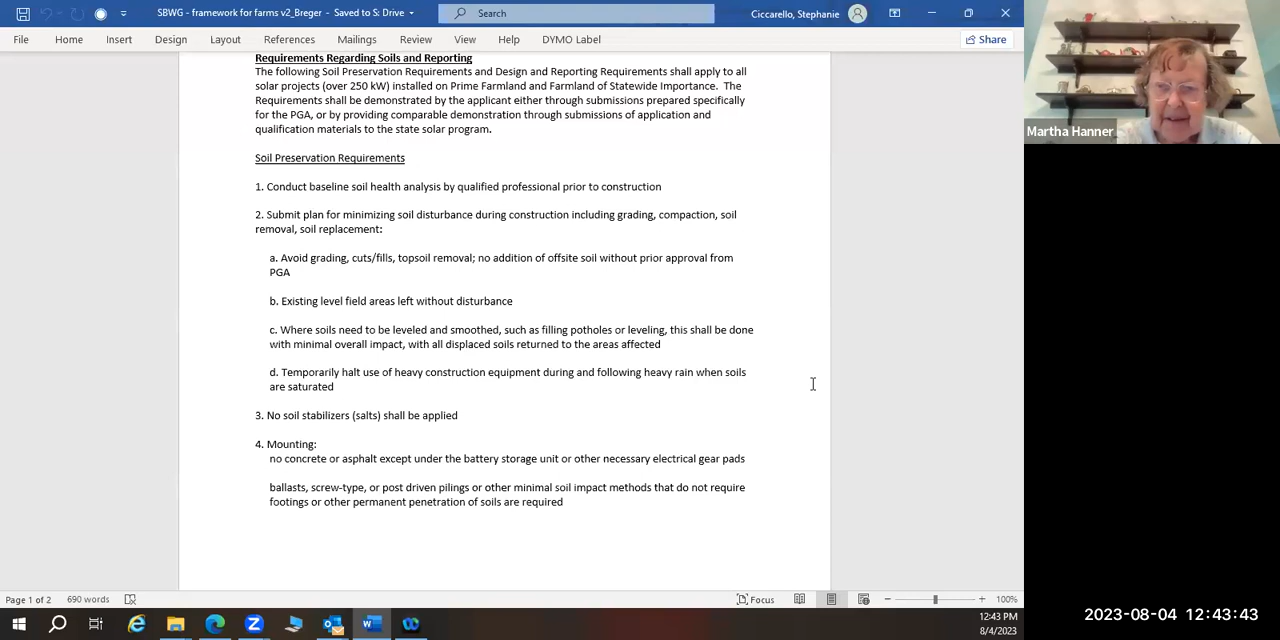 SBWG - framework for farms v2_Breger - Saved to S: Drive
Search
Ciccarello, Stephanie
File Home Insert Design Layout References Mailings Review View Help DYMO Label
Share
Requirements Regarding Soils and Reporting
The following Soil Preservation Requirements and Design and Reporting Requirements shall apply to all
solar projects (over 250 kW) installed on Prime Farmland and Farmland of Statewide Importance. The
Requirements shall be demonstrated by the applicant either through submissions prepared specifically
for the PGA, or by providing comparable demonstration through submissions of application and
qualification materials to the state solar program.
Soil Preservation Requirements
1. Conduct baseline soil health analysis by qualified professional prior to construction
2. Submit plan for minimizing soil disturbance during construction including grading, compaction, soil
removal, soil replacement:
a. Avoid grading, cuts/fills, topsoil removal; no addition of offsite soil without prior approval from
PGA
b. Existing level field areas left without disturbance
c. Where soils need to be leveled and smoothed, such as filling potholes or leveling, this shall be done
with minimal overall impact, with all displaced soils returned to the areas affected
d. Temporarily halt use of heavy construction equipment during and following heavy rain when soils
are saturated
3. No soil stabilizers (salts) shall be applied
4. Mounting:
no concrete or asphalt except under the battery storage unit or other necessary electrical gear pads
ballasts, screw-type, or post driven pilings or other minimal soil impact methods that do not require
footings or other permanent penetration of soils are required
Page 1 of 2 690 words
Focus
100%
12:43 PM
8/4/2023
Martha Hanner
2023-08-04 12:43:43